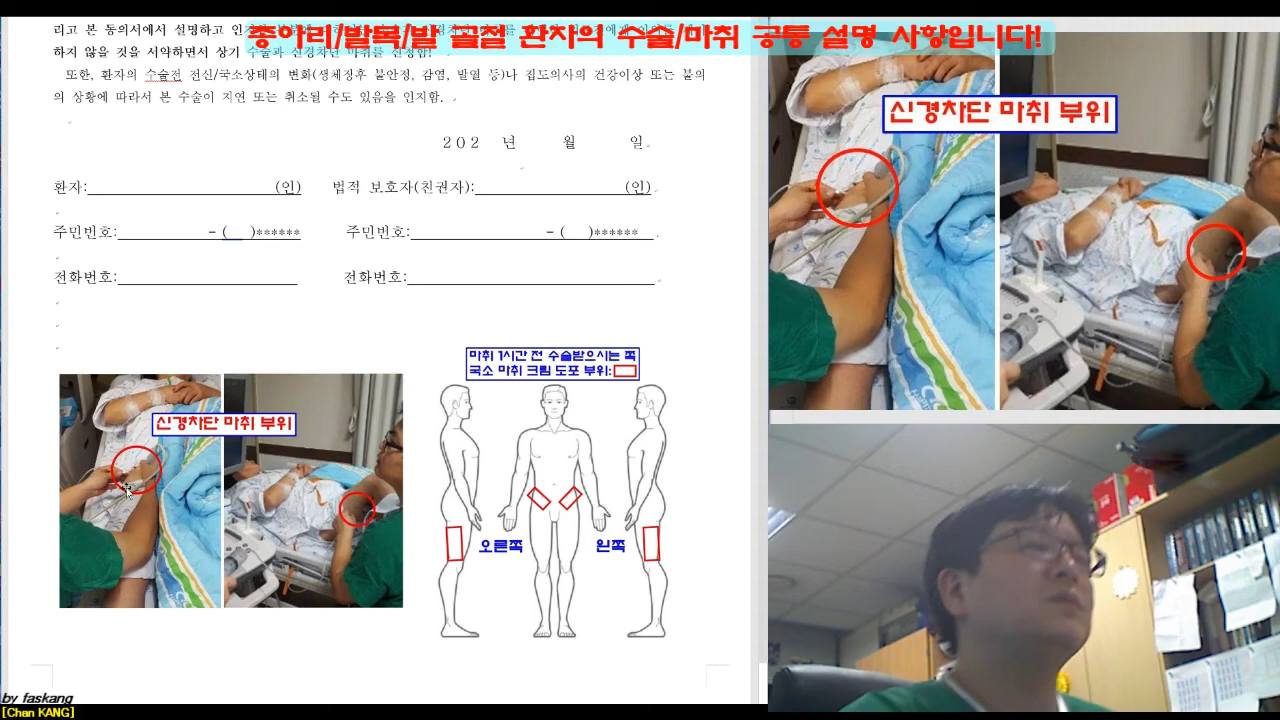 종아리/발목/발 골절 환자의 수술/마취 공통 설명 사항입니다!
리고 본 동의서에서 설명하고 인
하지 않을 것을 서약하면서 상기 수술과 신경차단 마취를 신청함.
또한, 환자의 수술전 전신/국소상태의 변화(생체징후 불안정, 감염, 발열 등)나 집도의사의 건강이상 또는 불의
의 상황에 따라서 본 수술이 지연 또는 취소될 수도 있음을 인지함.
202 년 월 일
환자: (인) 법적 보호자(친권자): (인)
주민번호: - ( )****** 주민번호: - ( )******
전화번호: 전화번호:
마취 1시간 전 수술받으시는 쪽
국소 마취 크림 도포 부위:
신경차단 마취 부위
오른쪽 왼쪽
신경차단 마취 부위
by faskang
[Chan KANG]